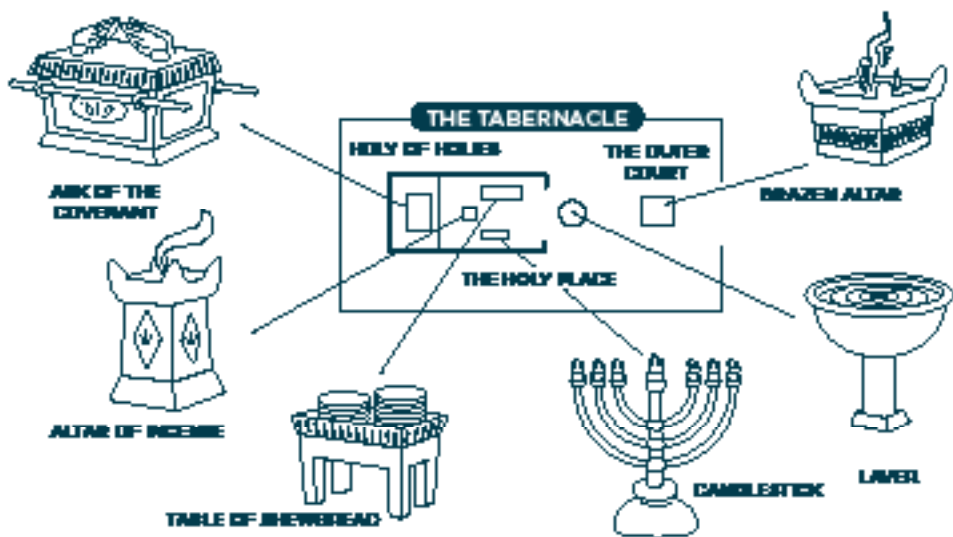 THE TABERNACLE
HOLY OF HOLIES
THE OUTER
COURT
ARK OF THE
COVENANT
BRAZEN ALTAR
THE HOLY PLACE
ALTAR OF INCENSE
TABLE OF SHEWBREAD
CANDLESTICK
LAVER